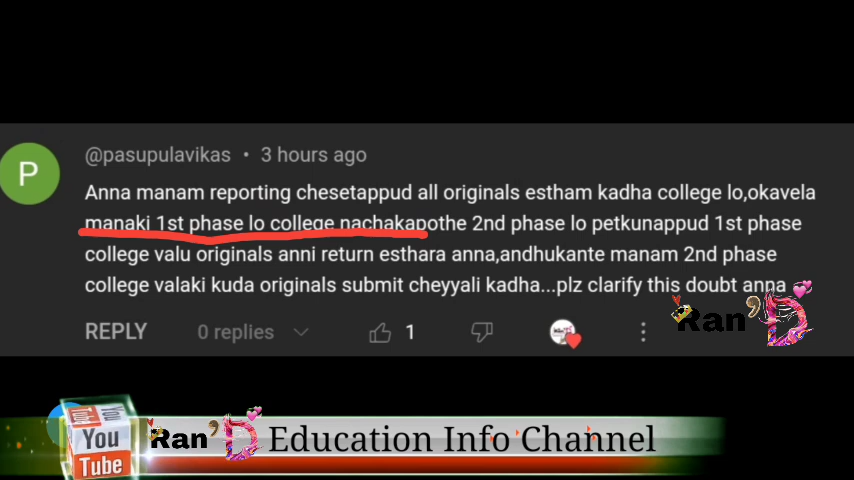 P
@pasupulavikas • 3 hours ago
Anna manam reporting chesetappud all originals estham kadha college lo,okavela
manaki 1st phase lo college nachakapothe 2nd phase lo petkunappud 1st phase
college valu originals anni return esthara anna,andhukante manam 2nd phase
college valaki kuda originals submit cheyyali kadha...plz clarify this doubt anna
Ran'D
REPLY 0 replies 1
You Tube
Ran'D Education Info Channel